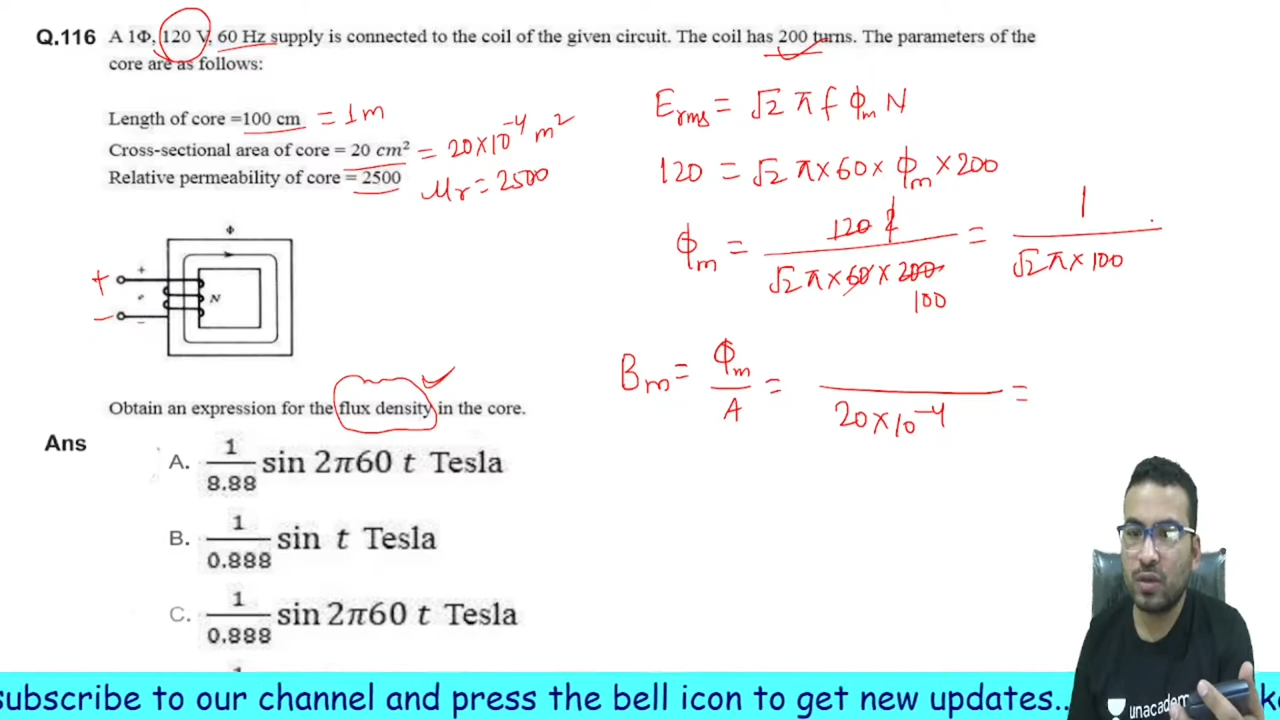 Q.116 A 1Φ, 120 V, 60 Hz supply is connected to the coil of the given circuit. The coil has 200 turns. The parameters of the
core are as follows:
Length of core =100 cm = 1m
Cross-sectional area of core = 20 cm² = 20×10⁻⁴ m²
Relative permeability of core = 2500 μr = 2500
Φ
+ +
e N
− −
Obtain an expression for the flux density in the core.
Ans
A. 1/8.88 sin 2π60 t Tesla
B. 1/0.888 sin t Tesla
C. 1/0.888 sin 2π60 t Tesla
Erms = √2 π f ϕm N
120 = √2 π×60× ϕm ×200
ϕm = 120 1/√2 π×60×200 = 1/√2 π×100
100
Bm = ϕm/A = /20×10⁻⁴ =
unacadem
subscribe to our channel and press the bell icon to get new updates..